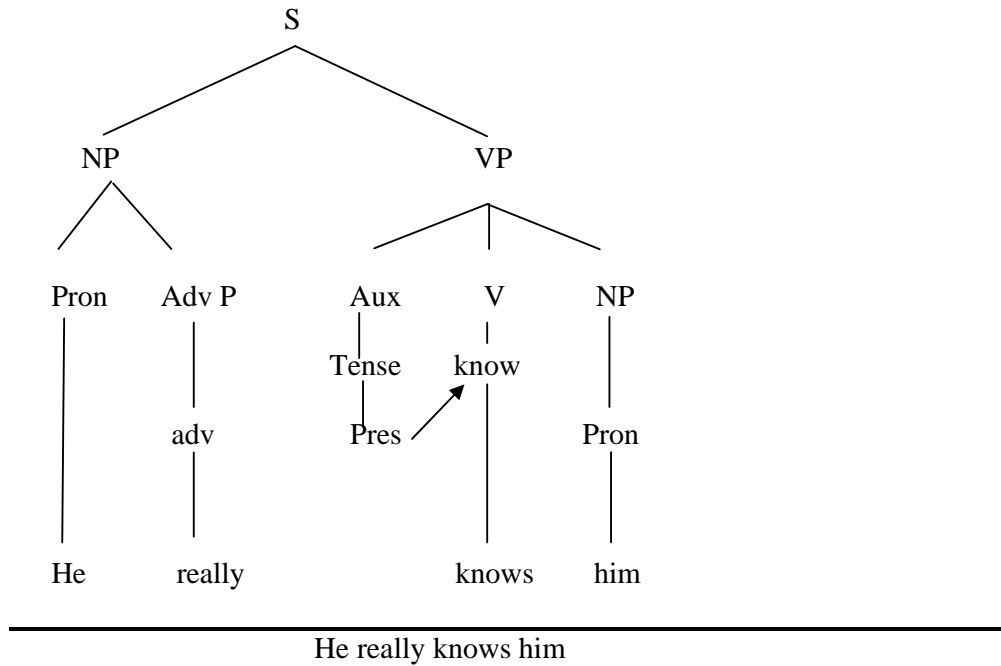 S
NP VP
Pron Adv P Aux V NP
Tense know
adv Pres Pron
He really knows him
He really knows him